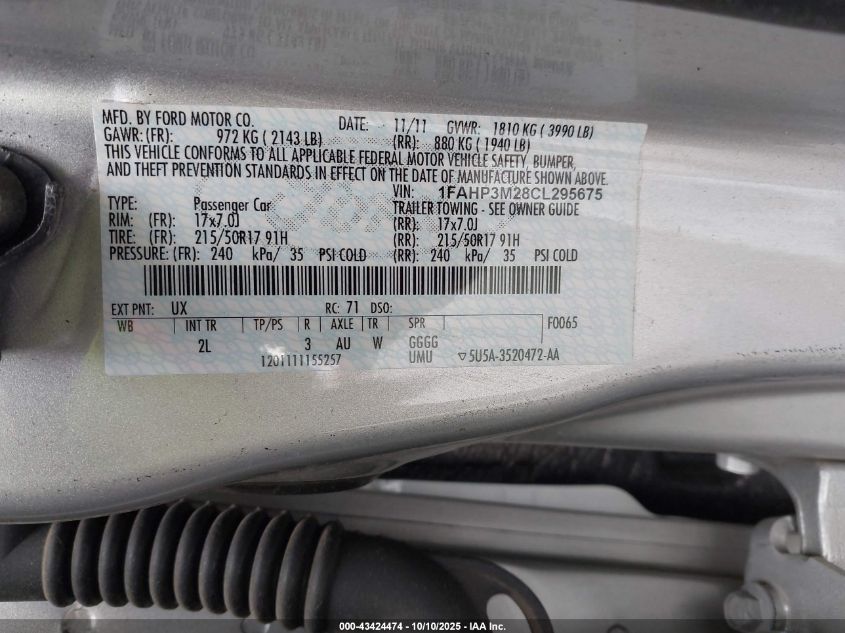 MFD. BY FORD MOTOR CO. DATE: 11/11 GVWR: 1810 KG ( 3990 LB)
GAWR: (FR): 972 KG ( 2143 LB) (RR): 880 KG ( 1940 LB)
THIS VEHICLE CONFORMS TO ALL APPLICABLE FEDERAL MOTOR VEHICLE SAFETY, BUMPER,
AND THEFT PREVENTION STANDARDS IN EFFECT ON THE DATE OF MANUFACTURE SHOWN ABOVE.
VIN: 1FAHP3M28CL295675
TYPE: Passenger Car TRAILER TOWING - SEE OWNER GUIDE
RIM: (FR): 17x7.0J (RR): 17x7.0J
TIRE: (FR): 215/50R17 91H (RR): 215/50R17 91H
PRESSURE: (FR): 240 kPa/ 35 PSI COLD (RR): 240 kPa/ 35 PSI COLD
EXT PNT: UX RC: 71 DSO:
WB INT TR TP/PS R AXLE TR SPR F0065
2L 3 AU W GGGG
1201111155257 UMU ▽5U5A-3520472-AA
000-43424474 | 10/10/2025 - IAA Inc.